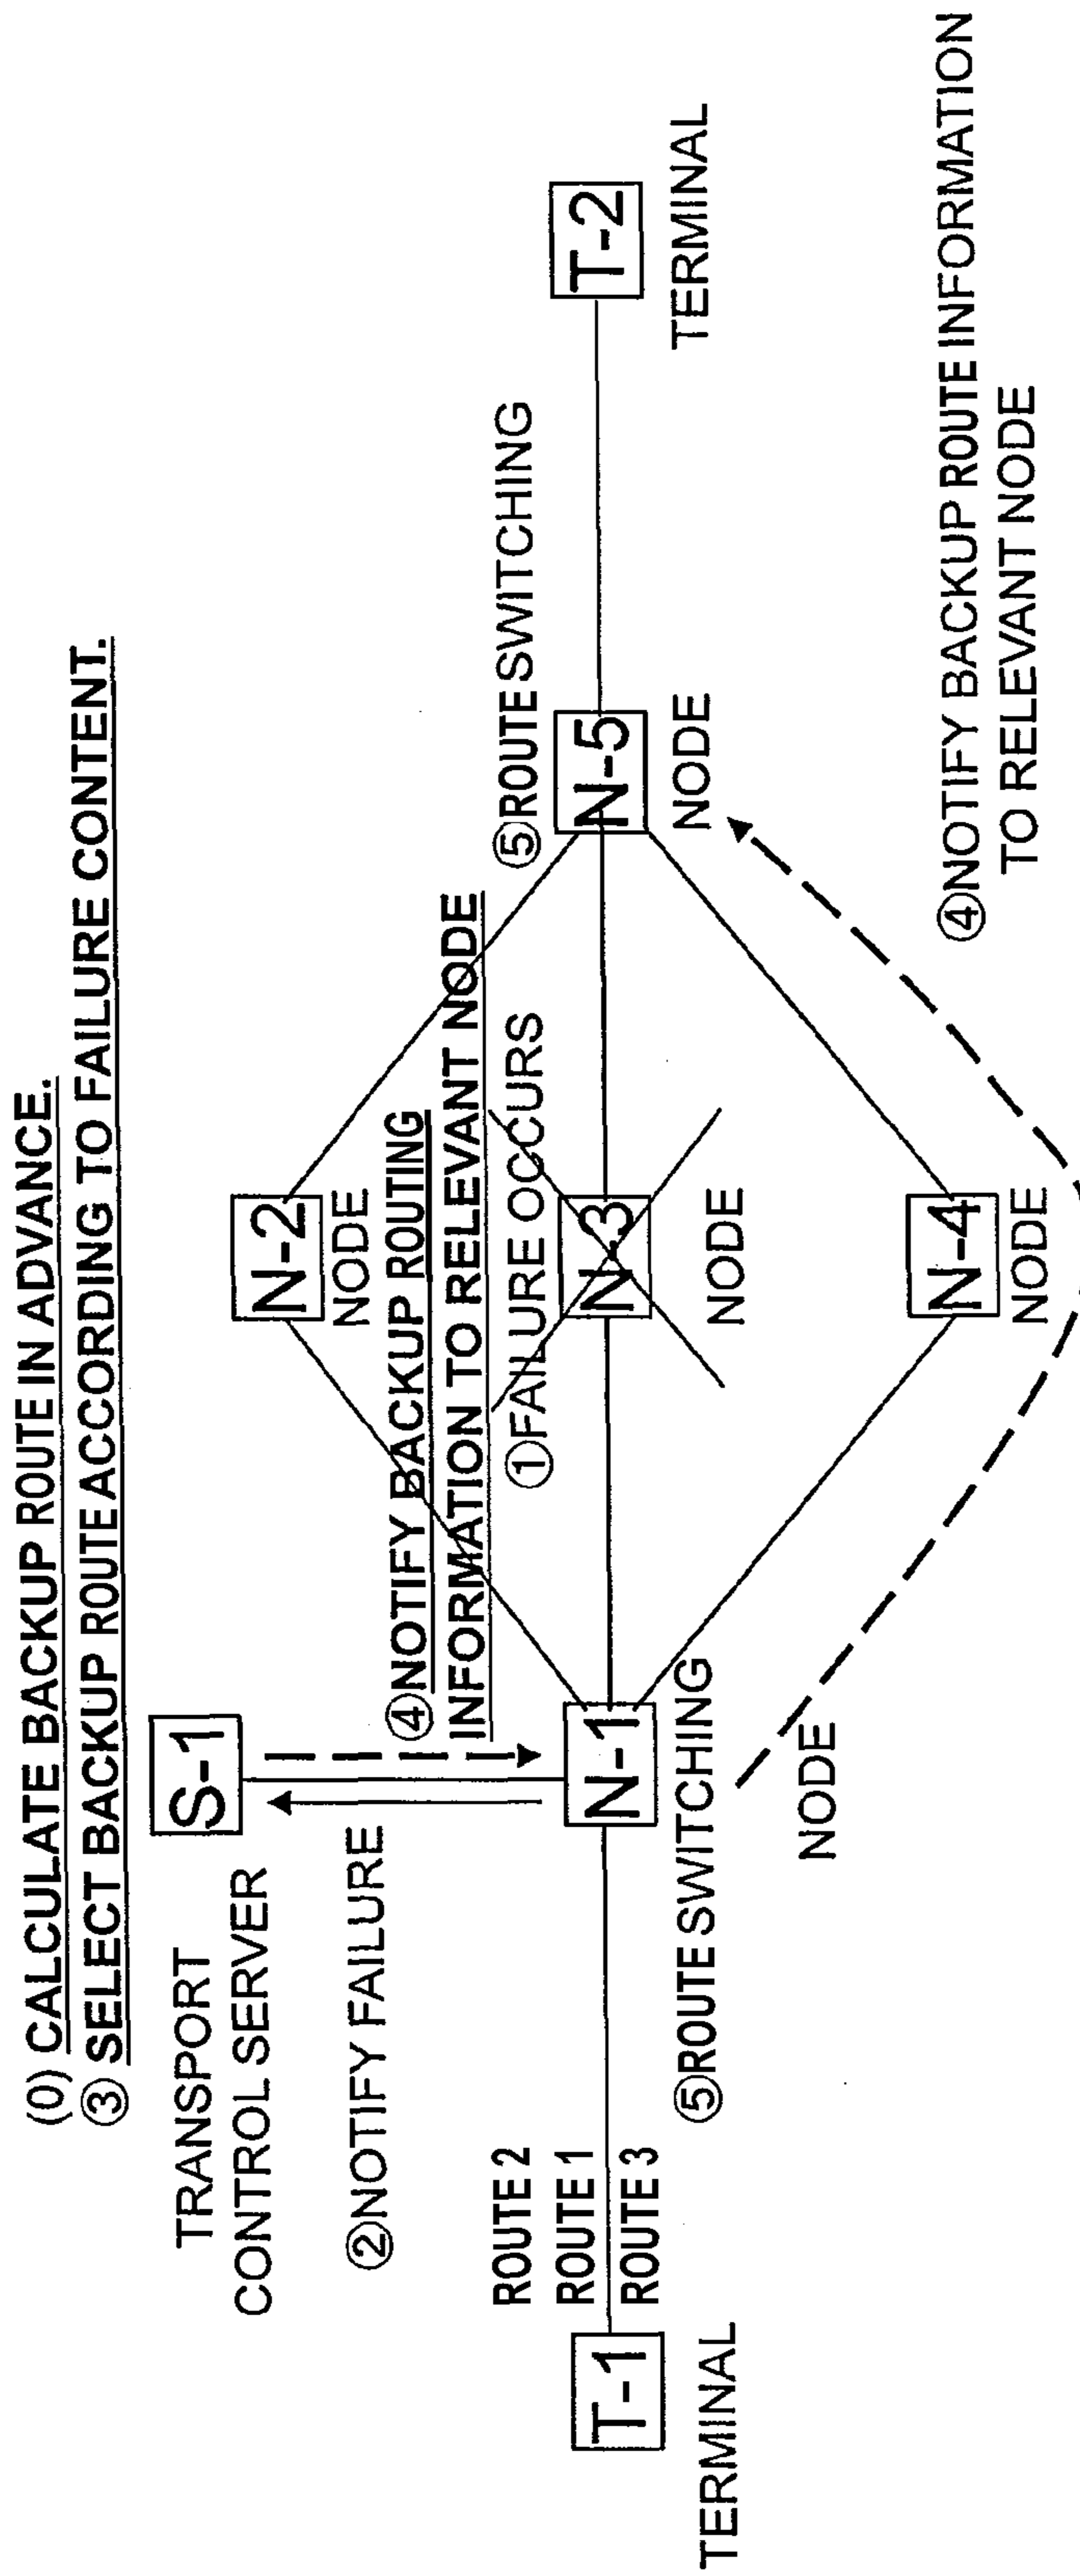 (0) CALCULATE BACKUP ROUTE IN ADVANCE.
③ SELECT BACKUP ROUTE ACCORDING TO FAILURE CONTENT.
TRANSPORT
CONTROL SERVER
S-1
②NOTIFY FAILURE
④NOTIFY BACKUP ROUTING
INFORMATION TO RELEVANT NODE
N-2
NODE
①FAILURE OCCURS
⑤ROUTE SWITCHING
ROUTE 2
ROUTE 1
ROUTE 3
T-1
TERMINAL
N-1
⑤ROUTE SWITCHING
NODE
N-3
NODE
N-5
NODE
T-2
TERMINAL
N-4
NODE
④NOTIFY BACKUP ROUTE INFORMATION
TO RELEVANT NODE